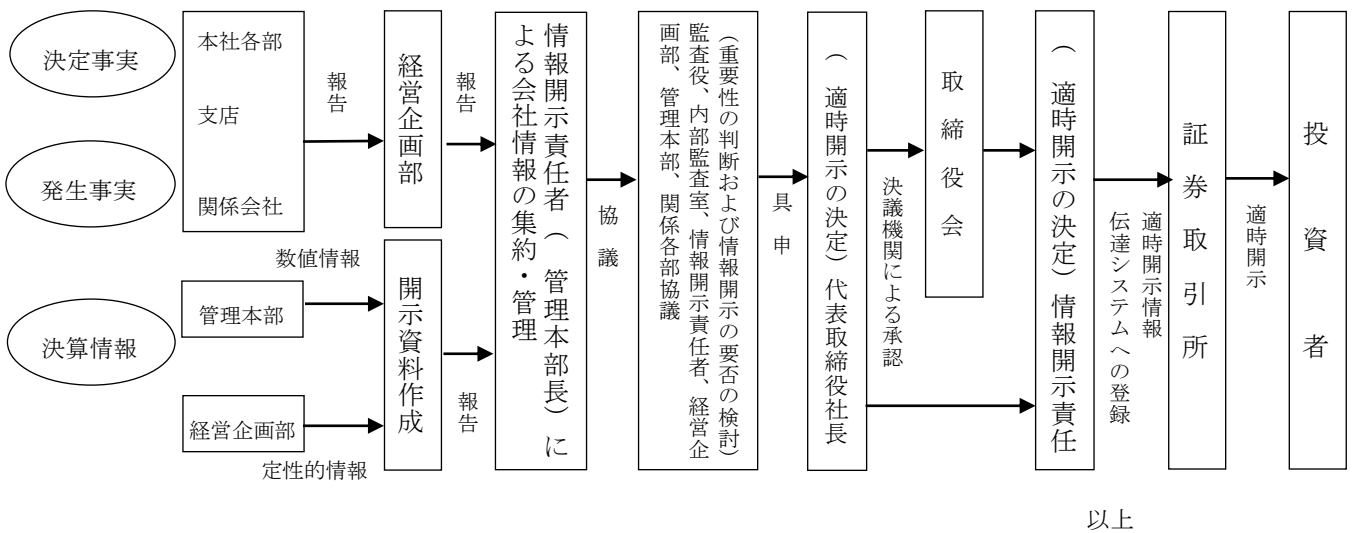 決定事実
発生事実
決算情報
本社各部
支店
関係会社
報告
経営企画部
報告
数値情報
管理本部
経営企画部
定性的情報
開示資料作成
報告
情報開示責任者(管理本部長)に
よる会社情報の集約・管理
協議
(重要性の判断および情報開示の要否の検討)
監査役、内部監査室、情報開示責任者、経営企
画部、管理本部、関係各部協議
具申
(適時開示の決定)代表取締役社長
決議機関による承認
取締役会
(適時開示の決定)情報開示責任
適時開示情報
伝達システムへの登録
証券取引所
適時開示
投資者
以上